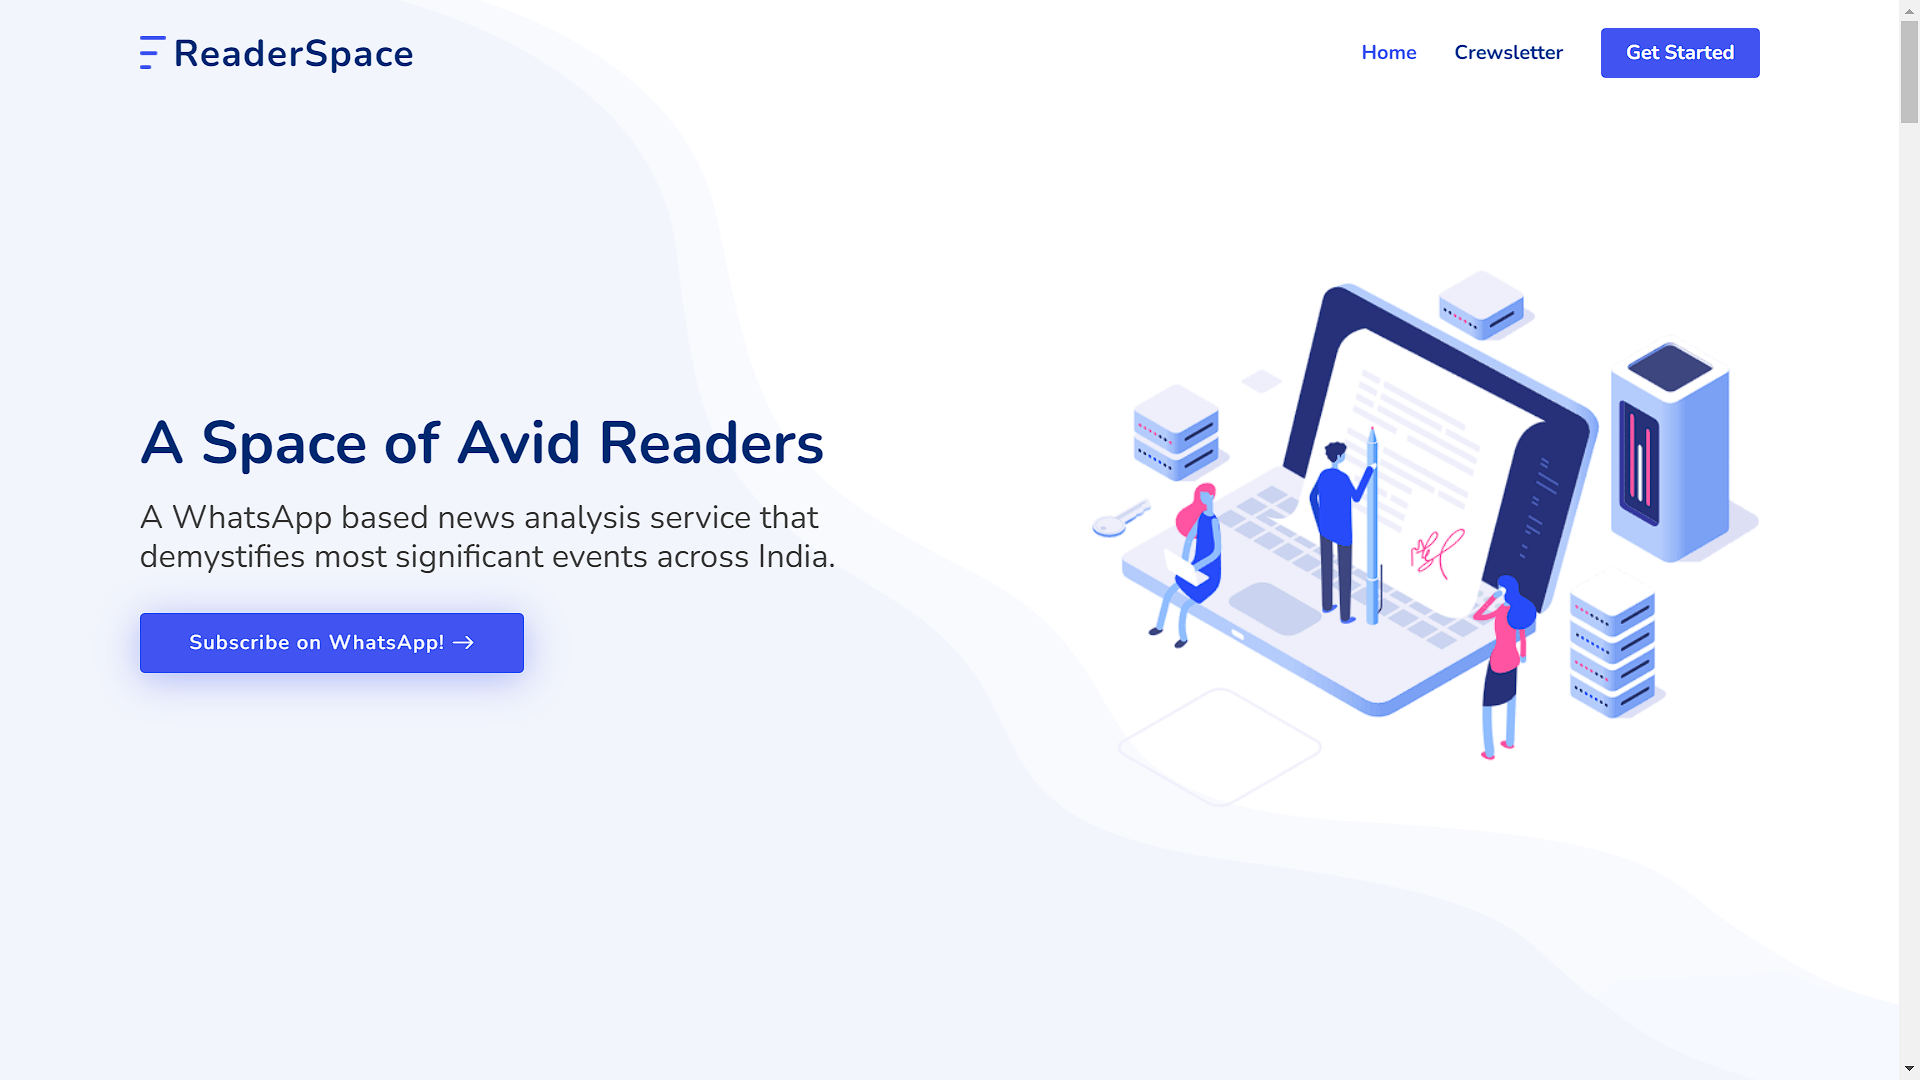 ReaderSpace
Home
Crewsletter
Get Started
A Space of Avid Readers
A WhatsApp based news analysis service that
demystifies most significant events across India.
Subscribe on WhatsApp! →